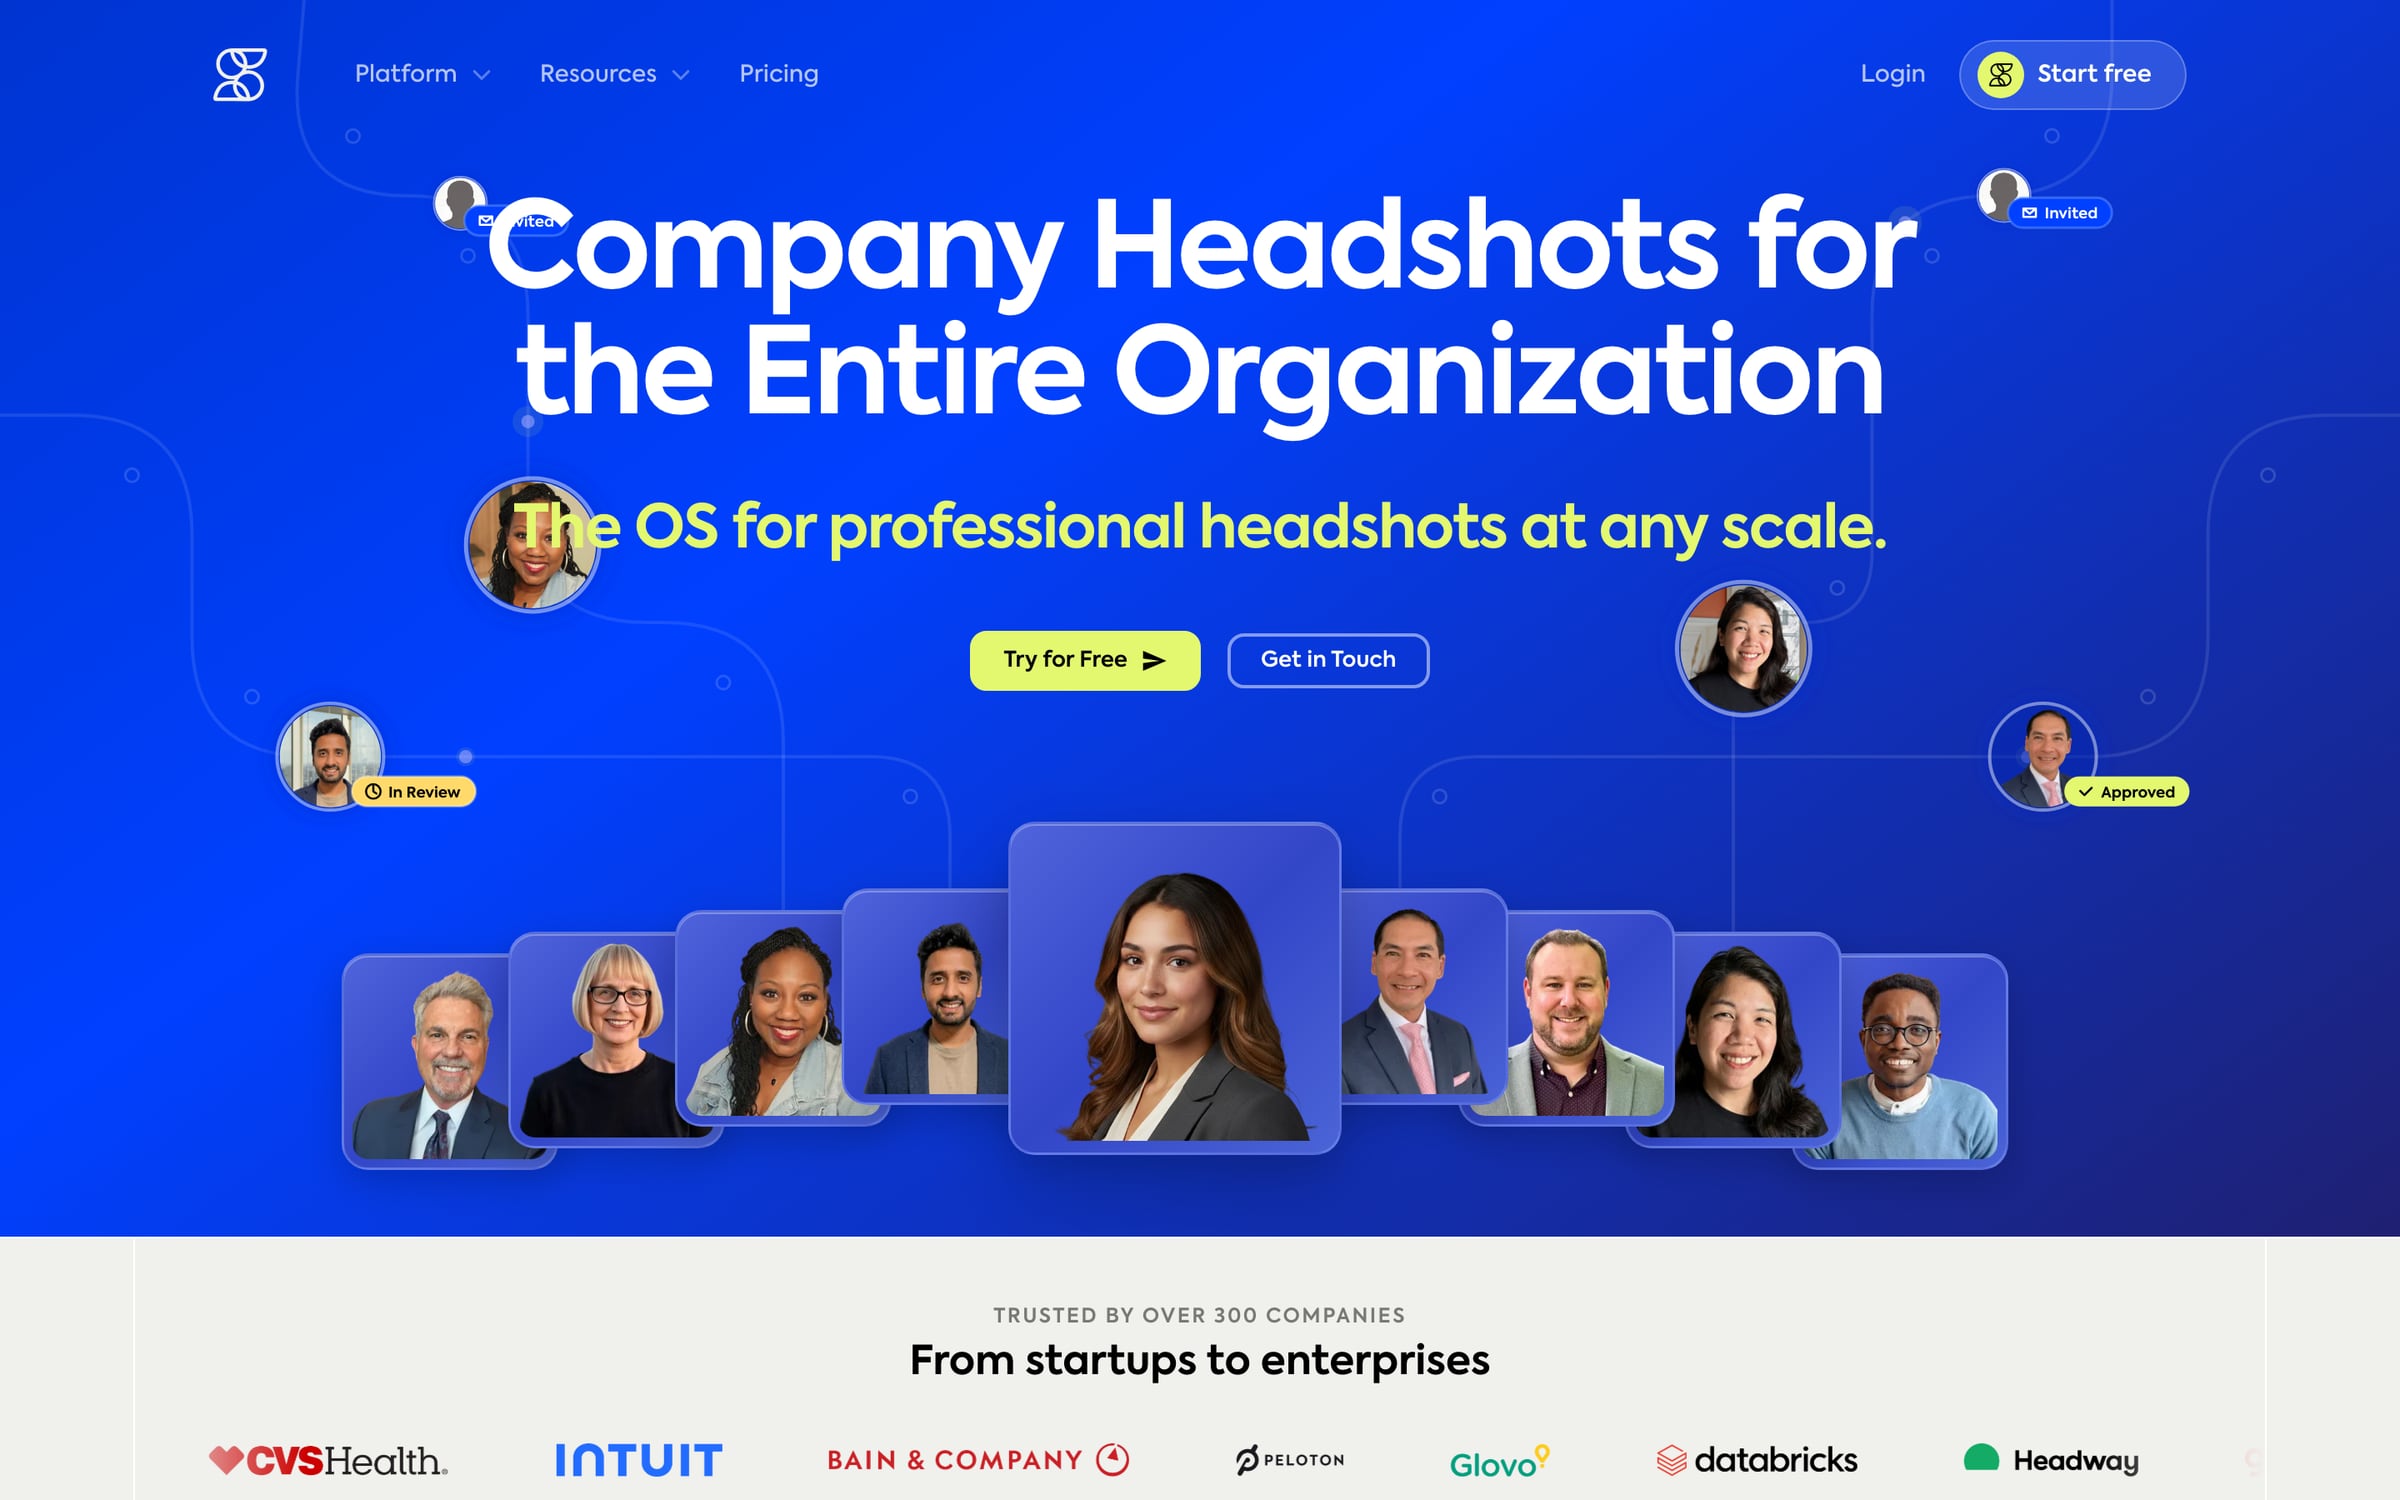 Platform
Resources
Pricing
Login
Start free
Invited
Invited
Company Headshots for
the Entire Organization
The OS for professional headshots at any scale.
Try for Free
Get in Touch
In Review
Approved
TRUSTED BY OVER 300 COMPANIES
From startups to enterprises
CVSHealth.
INTUIT
BAIN & COMPANY
PELOTON
Glovo
databricks
Headway